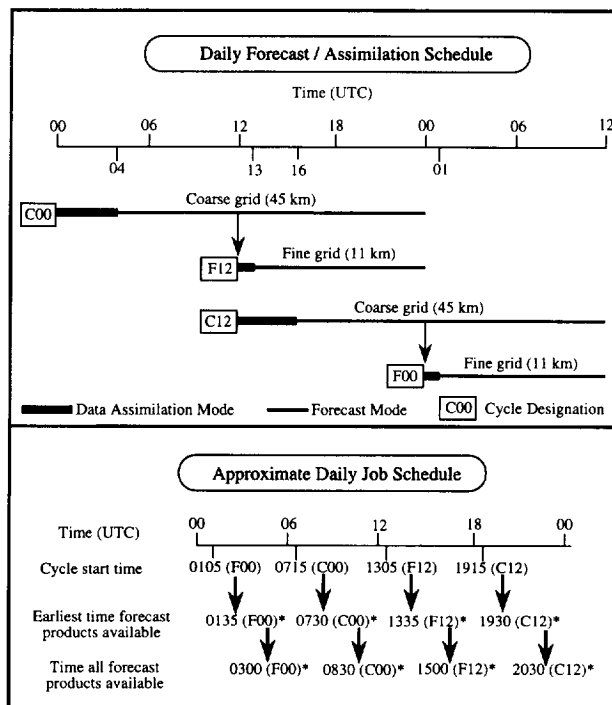 Daily Forecast / Assimilation Schedule
Time (UTC)
00 06 12 18 00 06 12
04 13 16 01
Coarse grid (45 km)
C00
Fine grid (11 km)
F12
Coarse grid (45 km)
C12
Fine grid (11 km)
F00
Data Assimilation Mode Forecast Mode C00 Cycle Designation
Approximate Daily Job Schedule
Time (UTC) 00 06 12 18 00
Cycle start time 0105 (F00) 0715 (C00) 1305 (F12) 1915 (C12)
Earliest time forecast
products available 0135 (F00)* 0730 (C00)* 1335 (F12)* 1930 (C12)*
Time all forecast
products available 0300 (F00)* 0830 (C00)* 1500 (F12)* 2030 (C12)*